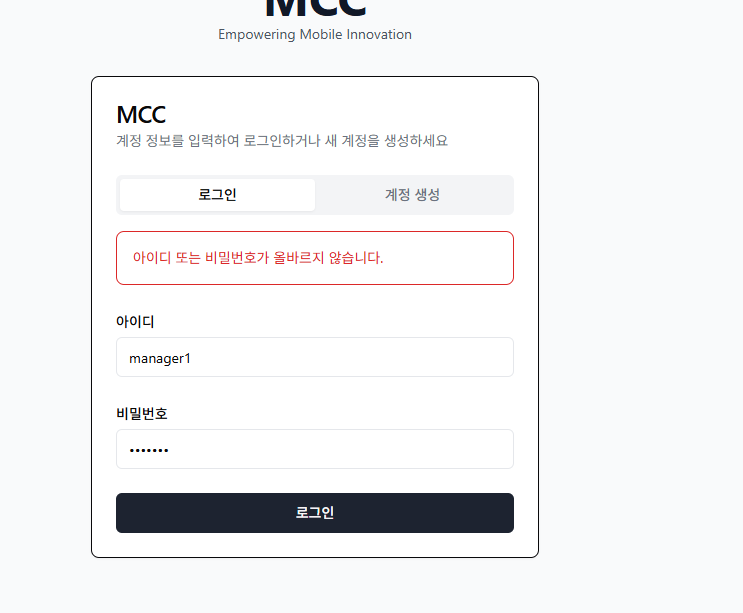 MCC
Empowering Mobile Innovation
MCC
계정 정보를 입력하여 로그인하거나 새 계정을 생성하세요
로그인
계정 생성
아이디 또는 비밀번호가 올바르지 않습니다.
아이디
manager1
비밀번호
•••••••
로그인